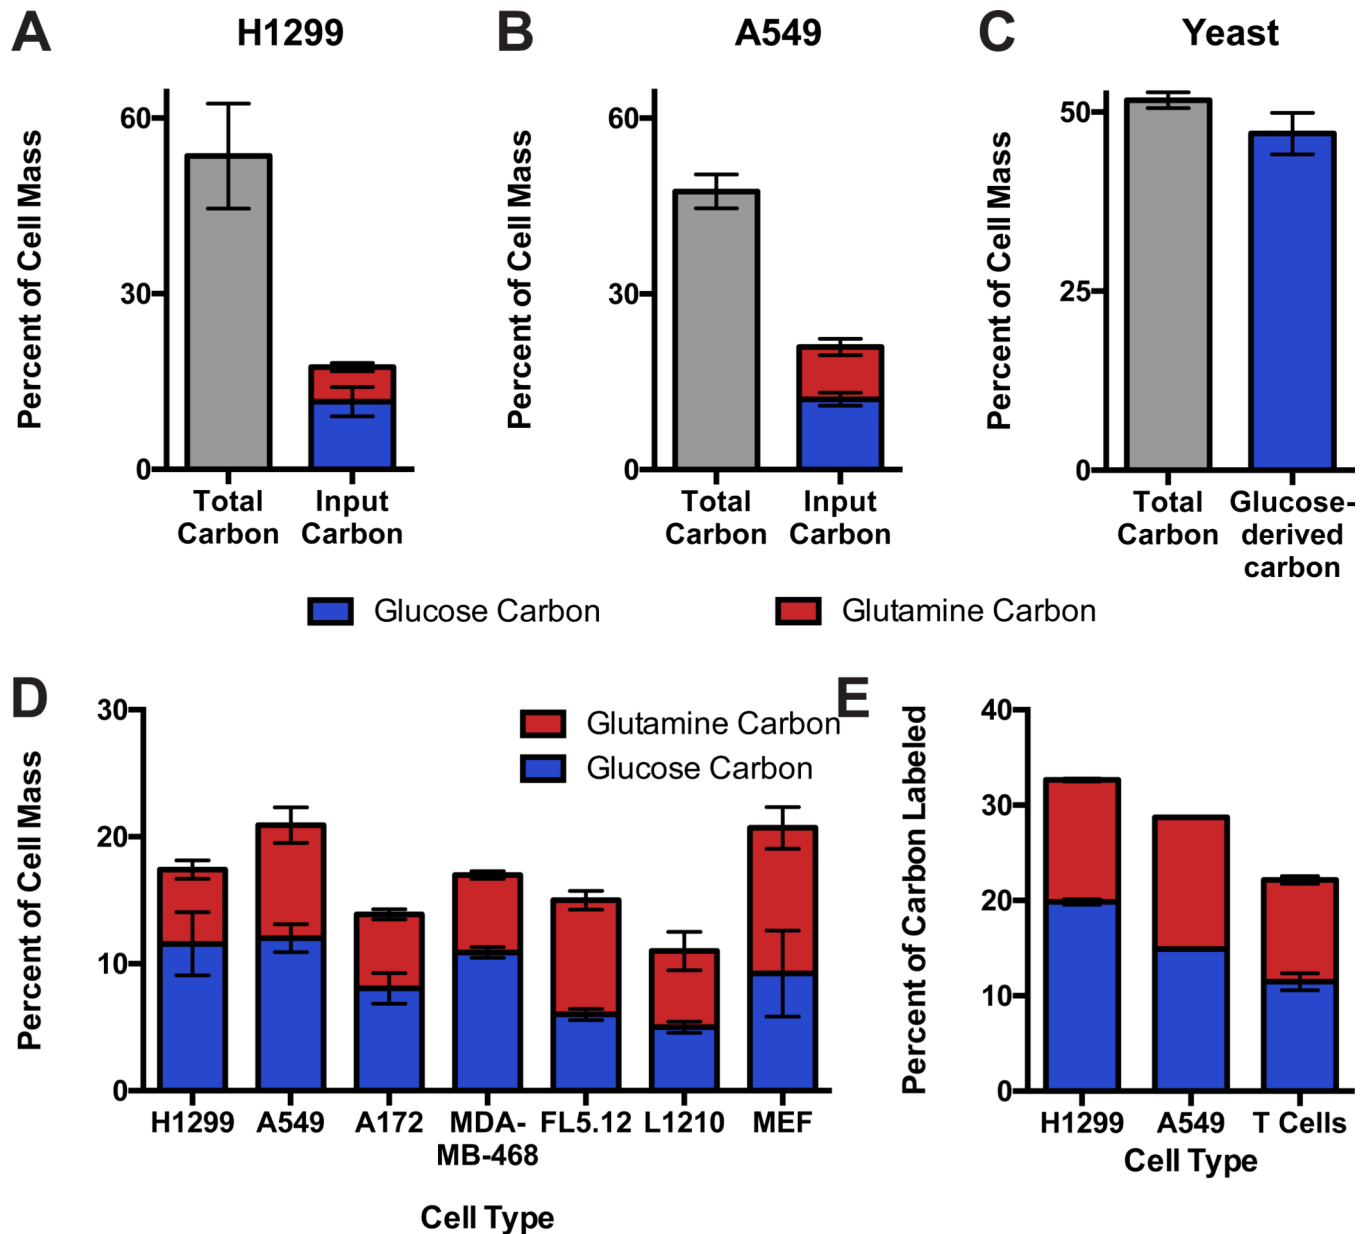 A
H1299
Percent of Cell Mass
60
30
0
Total
Carbon
Input
Carbon
B
A549
Percent of Cell Mass
60
30
0
Total
Carbon
Input
Carbon
C
Yeast
Percent of Cell Mass
50
25
0
Total
Carbon
Glucose-
derived
carbon
Glucose Carbon
Glutamine Carbon
D
Percent of Cell Mass
30
20
10
0
Glutamine Carbon
Glucose Carbon
H1299
A549
A172
MDA-
MB-468
FL5.12
L1210
MEF
Cell Type
E
Percent of Carbon Labeled
40
30
20
10
0
H1299
A549
T Cells
Cell Type